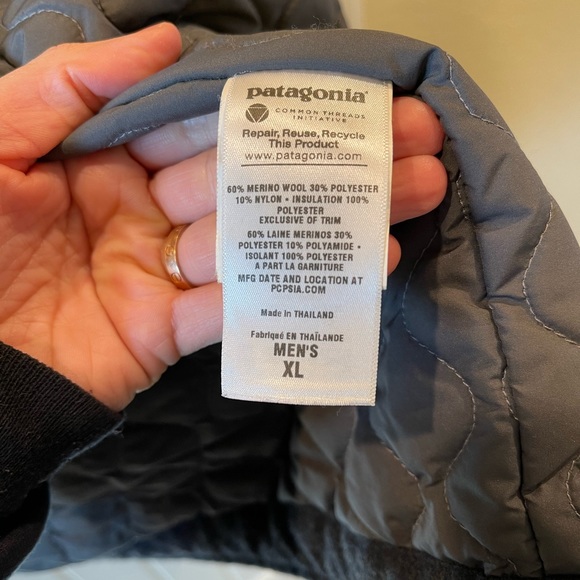 patagonia®
COMMON THREADS
INITIATIVE
Repair, Reuse, Recycle
This Product
www.patagonia.com
60% MERINO WOOL 30% POLYESTER
10% NYLON • INSULATION 100%
POLYESTER
EXCLUSIVE OF TRIM
60% LAINE MERINOS 30%
POLYESTER 10% POLYAMIDE •
ISOLANT 100% POLYESTER
A PART LA GARNITURE
MFG DATE AND LOCATION AT
PCPSIA.COM
Made in THAILAND
Fabriqué EN THAÏLANDE
MEN'S
XL